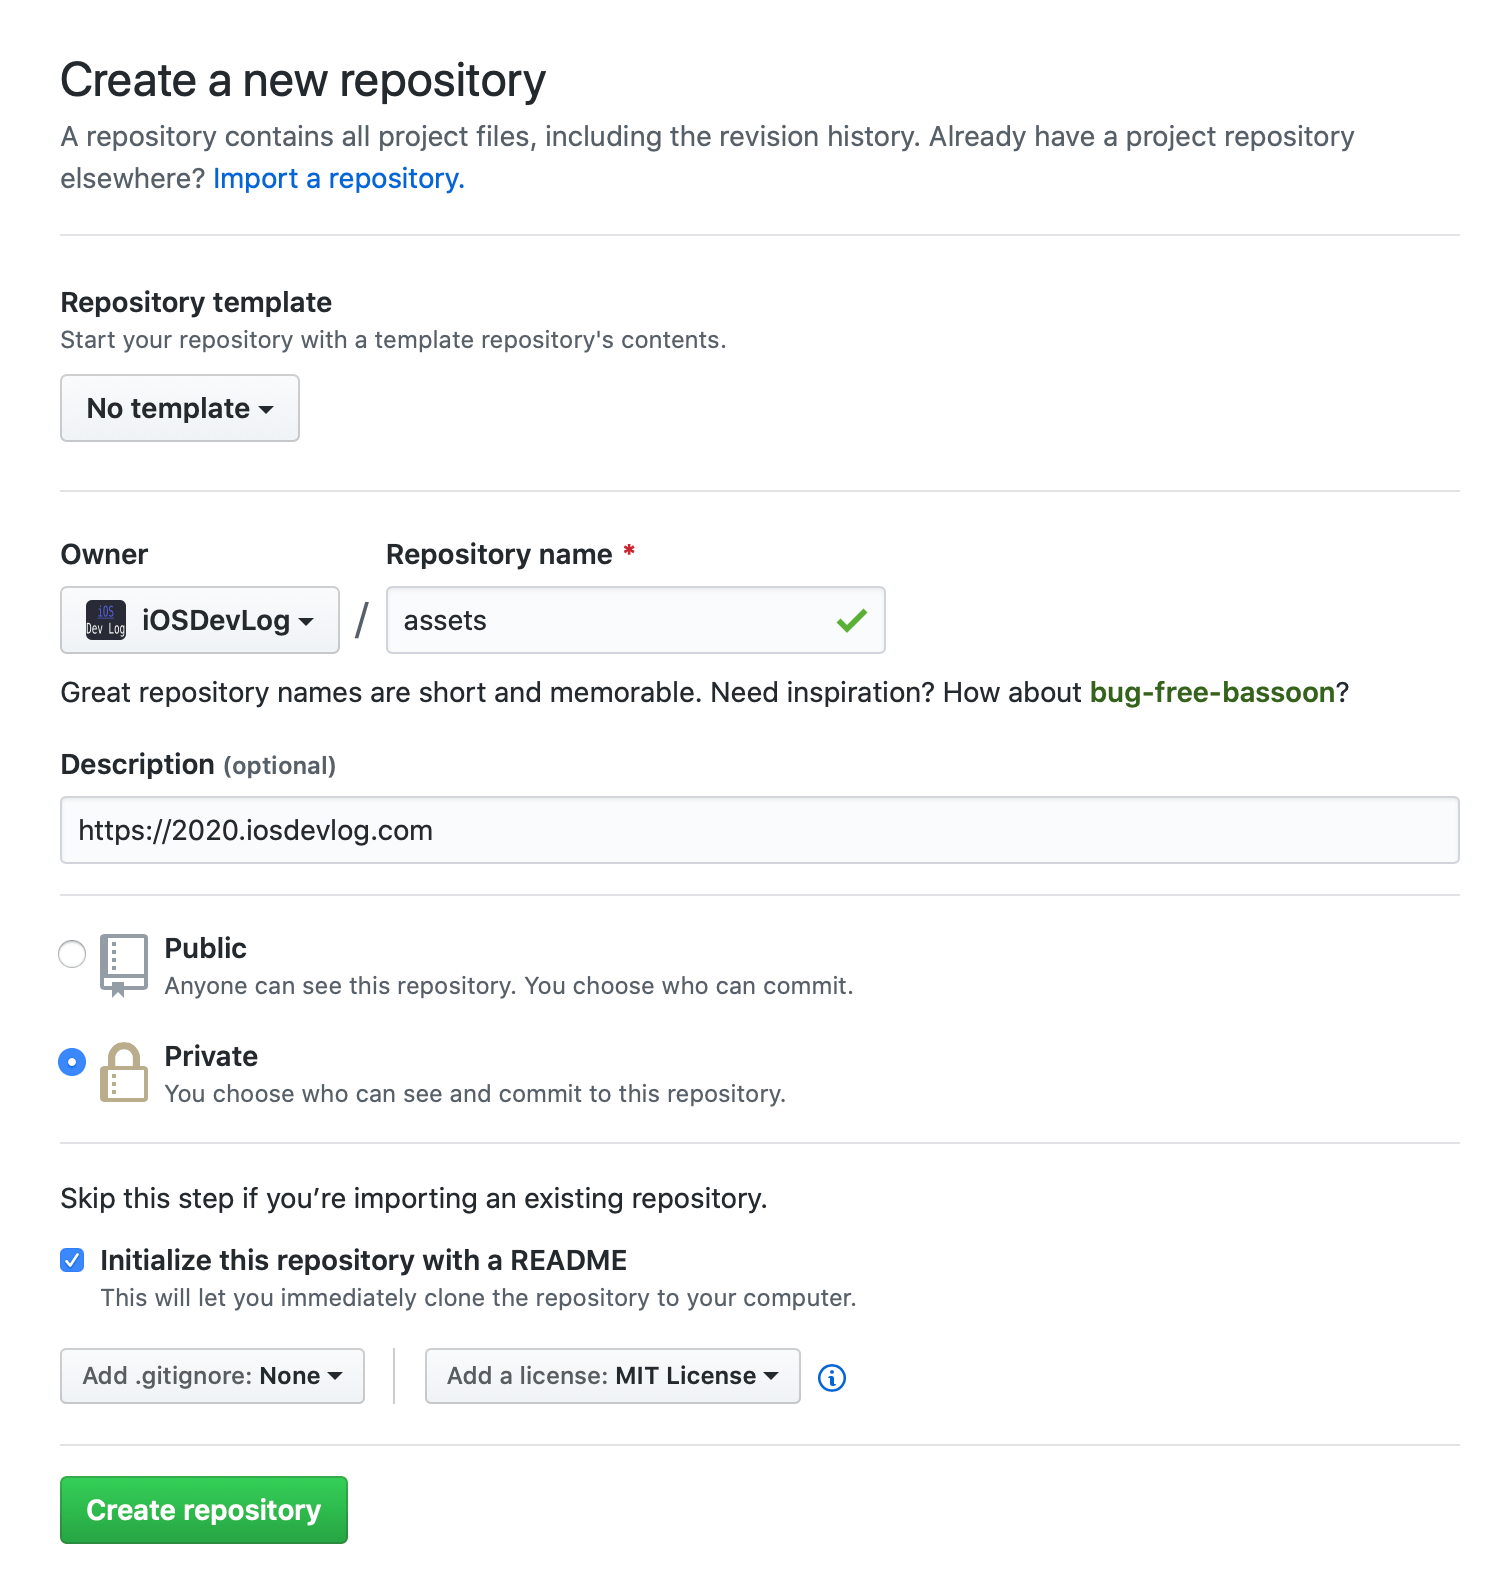 Create a new repository
A repository contains all project files, including the revision history. Already have a project repository
elsewhere? Import a repository.
Repository template
Start your repository with a template repository's contents.
No template
Owner
Repository name *
iOS
Dev Log
iOSDevLog
/
assets
Great repository names are short and memorable. Need inspiration? How about bug-free-bassoon?
Description (optional)
https://2020.iosdevlog.com
Public
Anyone can see this repository. You choose who can commit.
Private
You choose who can see and commit to this repository.
Skip this step if you’re importing an existing repository.
Initialize this repository with a README
This will let you immediately clone the repository to your computer.
Add .gitignore: None
Add a license: MIT License
Create repository